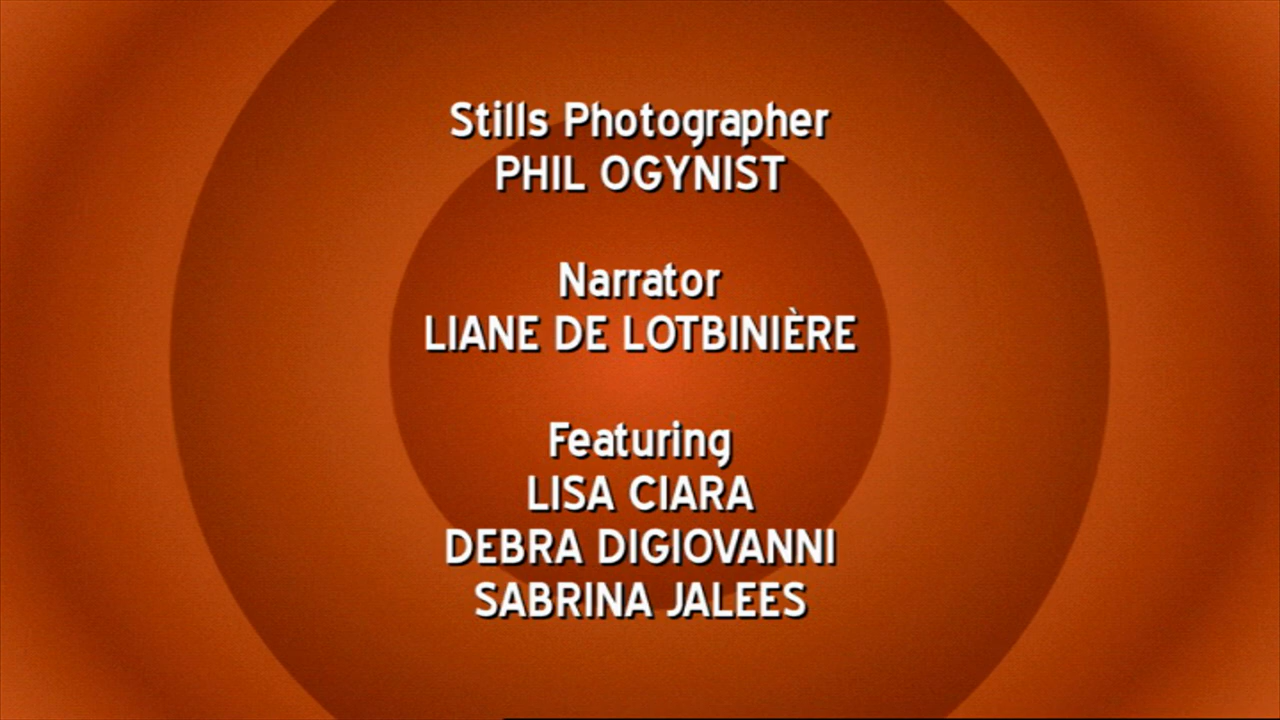 Stills Photographer
PHIL OGYNIST
Narrator
LIANE DE LOTBINIÈRE
Featuring
LISA CIARA
DEBRA DIGIOVANNI
SABRINA JALEES